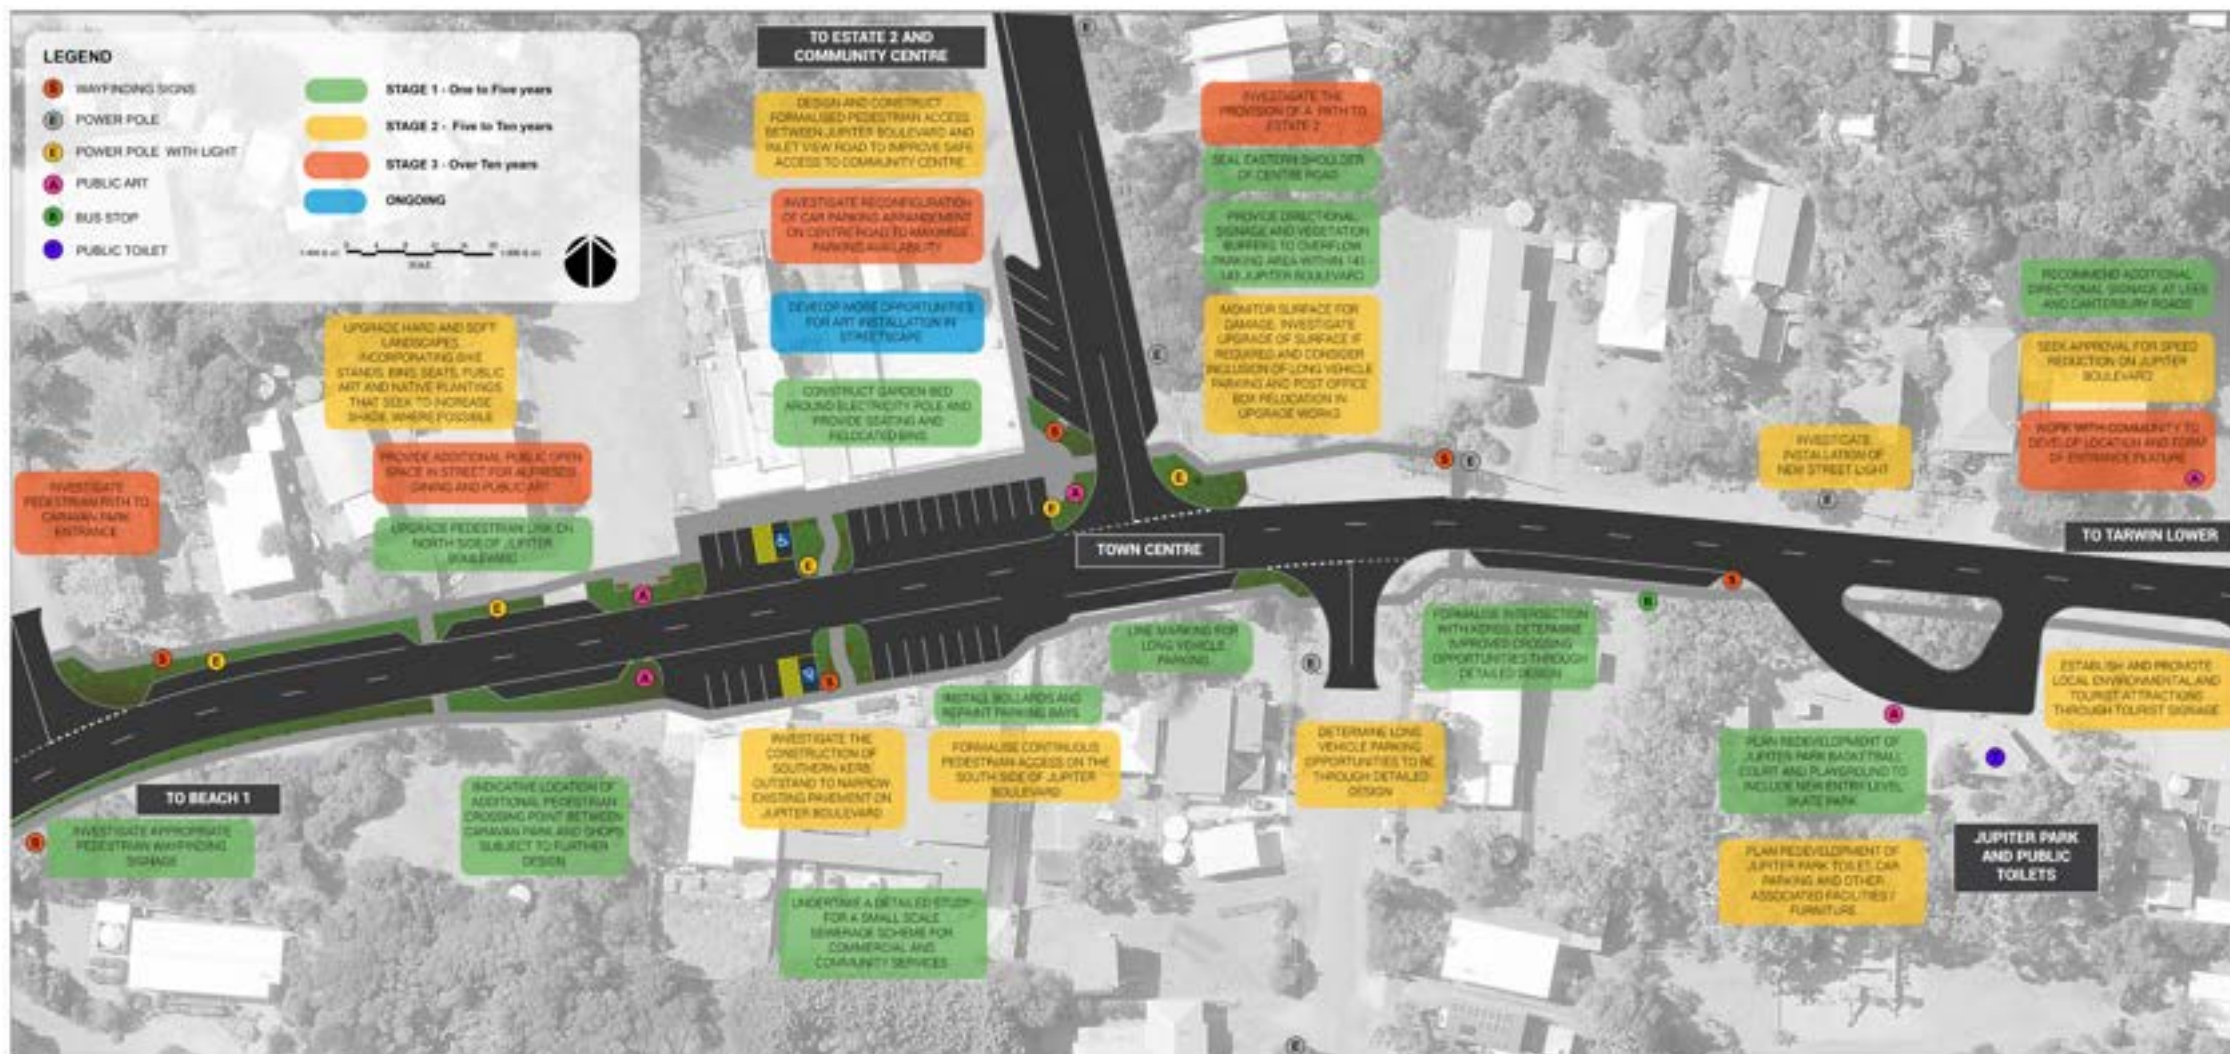 LEGEND
WAYFINDING SIGNS
POWER POLE
POWER POLE WITH LIGHT
PUBLIC ART
BUS STOP
PUBLIC TOILET
STAGE 1 - One to Five years
STAGE 2 - Five to Ten years
STAGE 3 - Over Ten years
ONGOING
SCALE
TO ESTATE 2 AND
COMMUNITY CENTRE
DESIGN AND CONSTRUCT
FORMALISED PEDESTRIAN ACCESS
BETWEEN JUPITER BOULEVARD AND
INLET VIEW ROAD TO IMPROVE SAFE
ACCESS TO COMMUNITY CENTRE
INVESTIGATE RECONFIGURATION
OF CAR PARKING ARRANGEMENT
ON CENTRE ROAD TO MAXIMISE
PARKING AVAILABILITY
DEVELOP MORE OPPORTUNITIES
FOR ART INSTALLATION IN
STREETSCAPE
CONSTRUCT GARDEN BED
AROUND ELECTRICITY POLE AND
PROVIDE SEATING AND
RELOCATED BINS
INVESTIGATE THE
PROVISION OF A PATH TO
ESTATE 2
SEAL EASTERN SHOULDER
OF CENTRE ROAD
PROVIDE DIRECTIONAL
SIGNAGE AND VEGETATION
BUFFERS TO OVERFLOW
PARKING AREA WITHIN 141-
143 JUPITER BOULEVARD
MONITOR SURFACE FOR
DAMAGE, INVESTIGATE
UPGRADE OF SURFACE IF
REQUIRED AND CONSIDER
INCLUSION OF LONG VEHICLE
PARKING AND POST OFFICE
BOX RELOCATION IN
UPGRADE WORKS
RECOMMEND ADDITIONAL
DIRECTIONAL SIGNAGE AT LEES
AND CANTERBURY ROADS
SEEK APPROVAL FOR SPEED
REDUCTION ON JUPITER
BOULEVARD
WORK WITH COMMUNITY TO
DEVELOP LOCATION AND FORM
OF ENTRANCE FEATURE
INVESTIGATE
INSTALLATION OF
NEW STREET LIGHT
UPGRADE HARD AND SOFT
LANDSCAPES
INCORPORATING BIKE
STANDS, BINS, SEATS, PUBLIC
ART AND NATIVE PLANTINGS
THAT SEEK TO INCREASE
SHADE, WHERE POSSIBLE
PROVIDE ADDITIONAL PUBLIC OPEN
SPACE IN STREET FOR ALFRESCO
DINING AND PUBLIC ART
UPGRADE PEDESTRIAN LINK ON
NORTH SIDE OF JUPITER
BOULEVARD
INVESTIGATE
PEDESTRIAN PATH TO
CARAVAN PARK
ENTRANCE
TOWN CENTRE
TO TARWIN LOWER
LINE MARKING FOR
LONG VEHICLE
PARKING
FORMALISE INTERSECTION
WITH KERBS, DETERMINE
IMPROVED CROSSING
OPPORTUNITIES THROUGH
DETAILED DESIGN
ESTABLISH AND PROMOTE
LOCAL ENVIRONMENTAL AND
TOURIST ATTRACTIONS
THROUGH TOURIST SIGNAGE
INSTALL BOLLARDS AND
REPAINT PARKING BAYS
INVESTIGATE THE
CONSTRUCTION OF
SOUTHERN KERB
OUTSTAND TO NARROW
EXISTING PAVEMENT ON
JUPITER BOULEVARD
FORMALISE CONTINUOUS
PEDESTRIAN ACCESS ON THE
SOUTH SIDE OF JUPITER
BOULEVARD
DETERMINE LONG
VEHICLE PARKING
OPPORTUNITIES TO BE
THROUGH DETAILED
DESIGN
PLAN REDEVELOPMENT OF
JUPITER PARK BASKETBALL
COURT AND PLAYGROUND TO
INCLUDE NEW ENTRY LEVEL
SKATE PARK
TO BEACH 1
INVESTIGATE APPROPRIATE
PEDESTRIAN WAYFINDING
SIGNAGE
INDICATIVE LOCATION OF
ADDITIONAL PEDESTRIAN
CROSSING POINT BETWEEN
CARAVAN PARK AND SHOPS
SUBJECT TO FURTHER
DESIGN
UNDERTAKE A DETAILED STUDY
FOR A SMALL SCALE
SEWERAGE SCHEME FOR
COMMERCIAL AND
COMMUNITY SERVICES
PLAN REDEVELOPMENT OF
JUPITER PARK TOILET, CAR
PARKING AND OTHER
ASSOCIATED FACILITIES /
FURNITURE
JUPITER PARK
AND PUBLIC
TOILETS